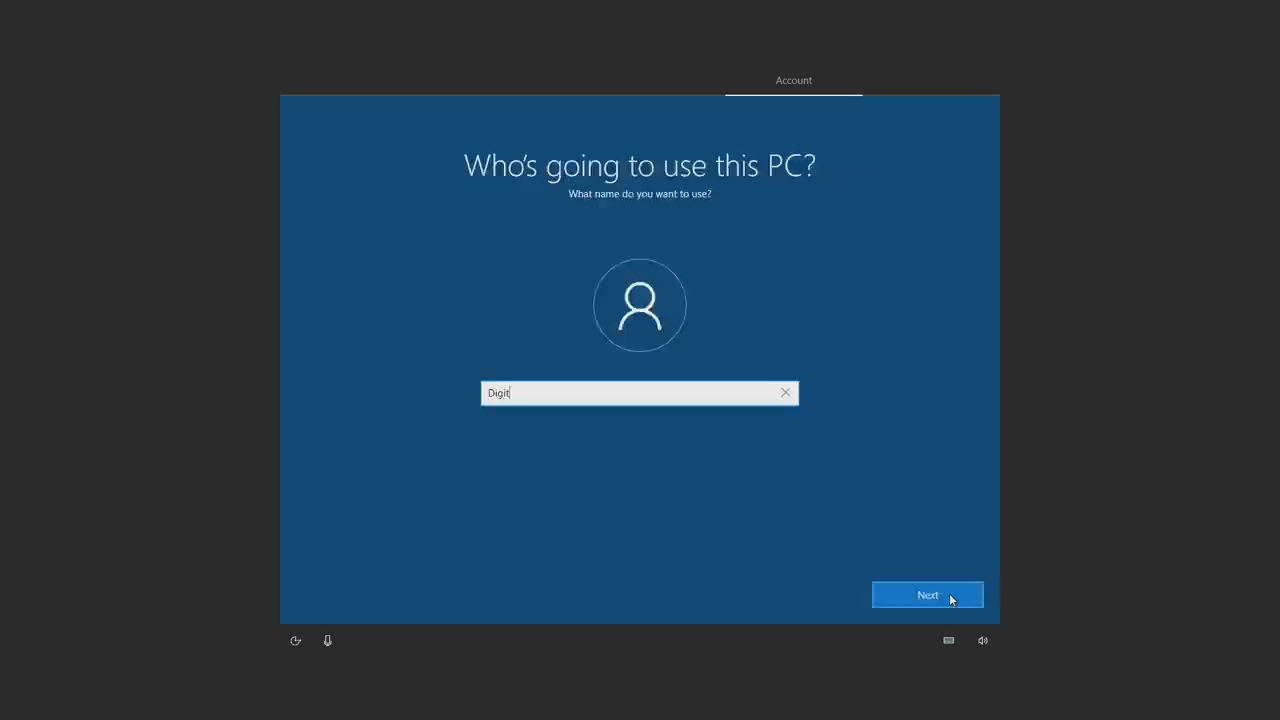 Account
Who's going to use this PC?
What name do you want to use?
Digit
Next